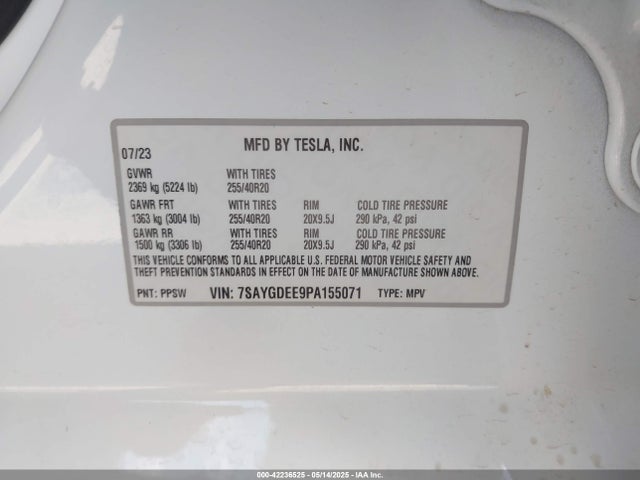 07/23 MFD BY TESLA, INC.
GVWR WITH TIRES
2369 kg (5224 lb) 255/40R20
GAWR FRT WITH TIRES RIM COLD TIRE PRESSURE
1363 kg (3004 lb) 255/40R20 20X9.5J 290 kPa, 42 psi
GAWR RR WITH TIRES RIM COLD TIRE PRESSURE
1500 kg (3306 lb) 255/40R20 20X9.5J 290 kPa, 42 psi
THIS VEHICLE CONFORMS TO ALL APPLICABLE U.S. FEDERAL MOTOR VEHICLE SAFETY AND
THEFT PREVENTION STANDARDS IN EFFECT ON THE DATE OF MANUFACTURE SHOWN ABOVE.
PNT: PPSW VIN: 7SAYGDEE9PA155071 TYPE: MPV
000-42236525 - 05/14/2025 - IAAI Inc.